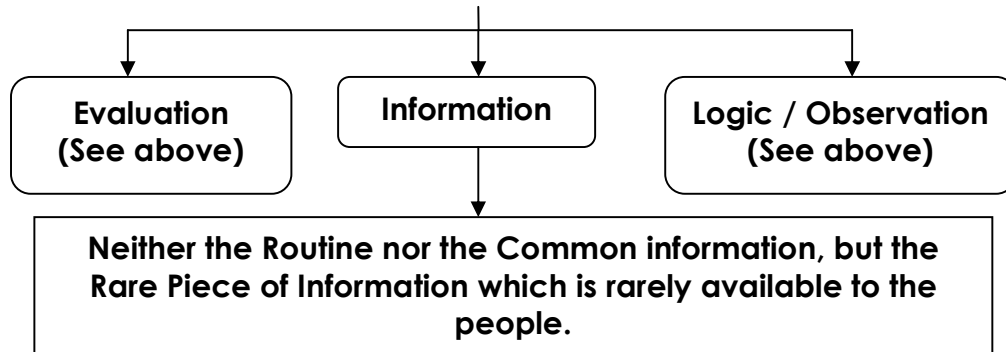 Evaluation
(See above)
Information
Logic / Observation
(See above)
Neither the Routine nor the Common information, but the
Rare Piece of Information which is rarely available to the
people.